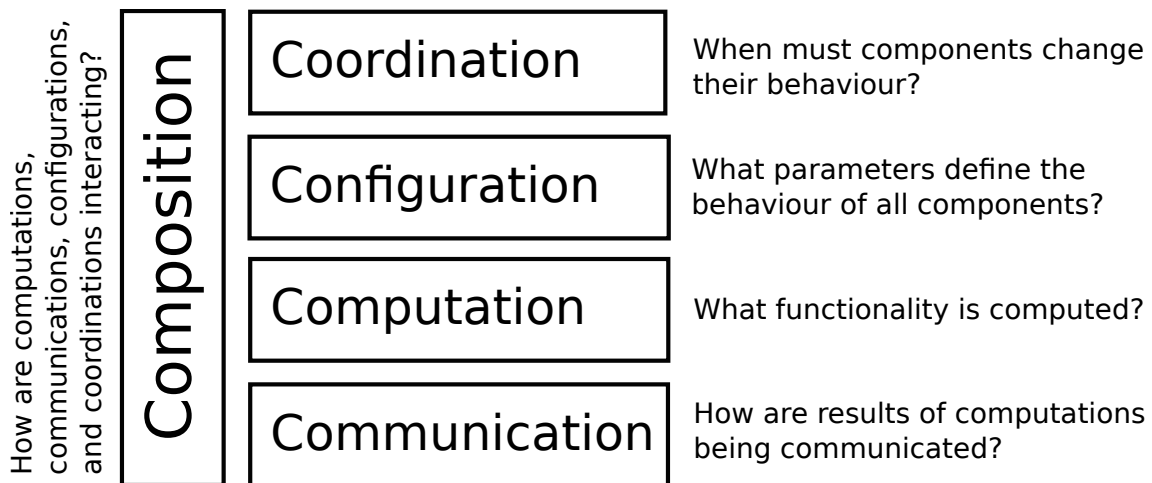 How are computations,
communications, configurations,
and coordinations interacting?
Composition
Coordination
When must components change
their behaviour?
Configuration
What parameters define the
behaviour of all components?
Computation
What functionality is computed?
Communication
How are results of computations
being communicated?